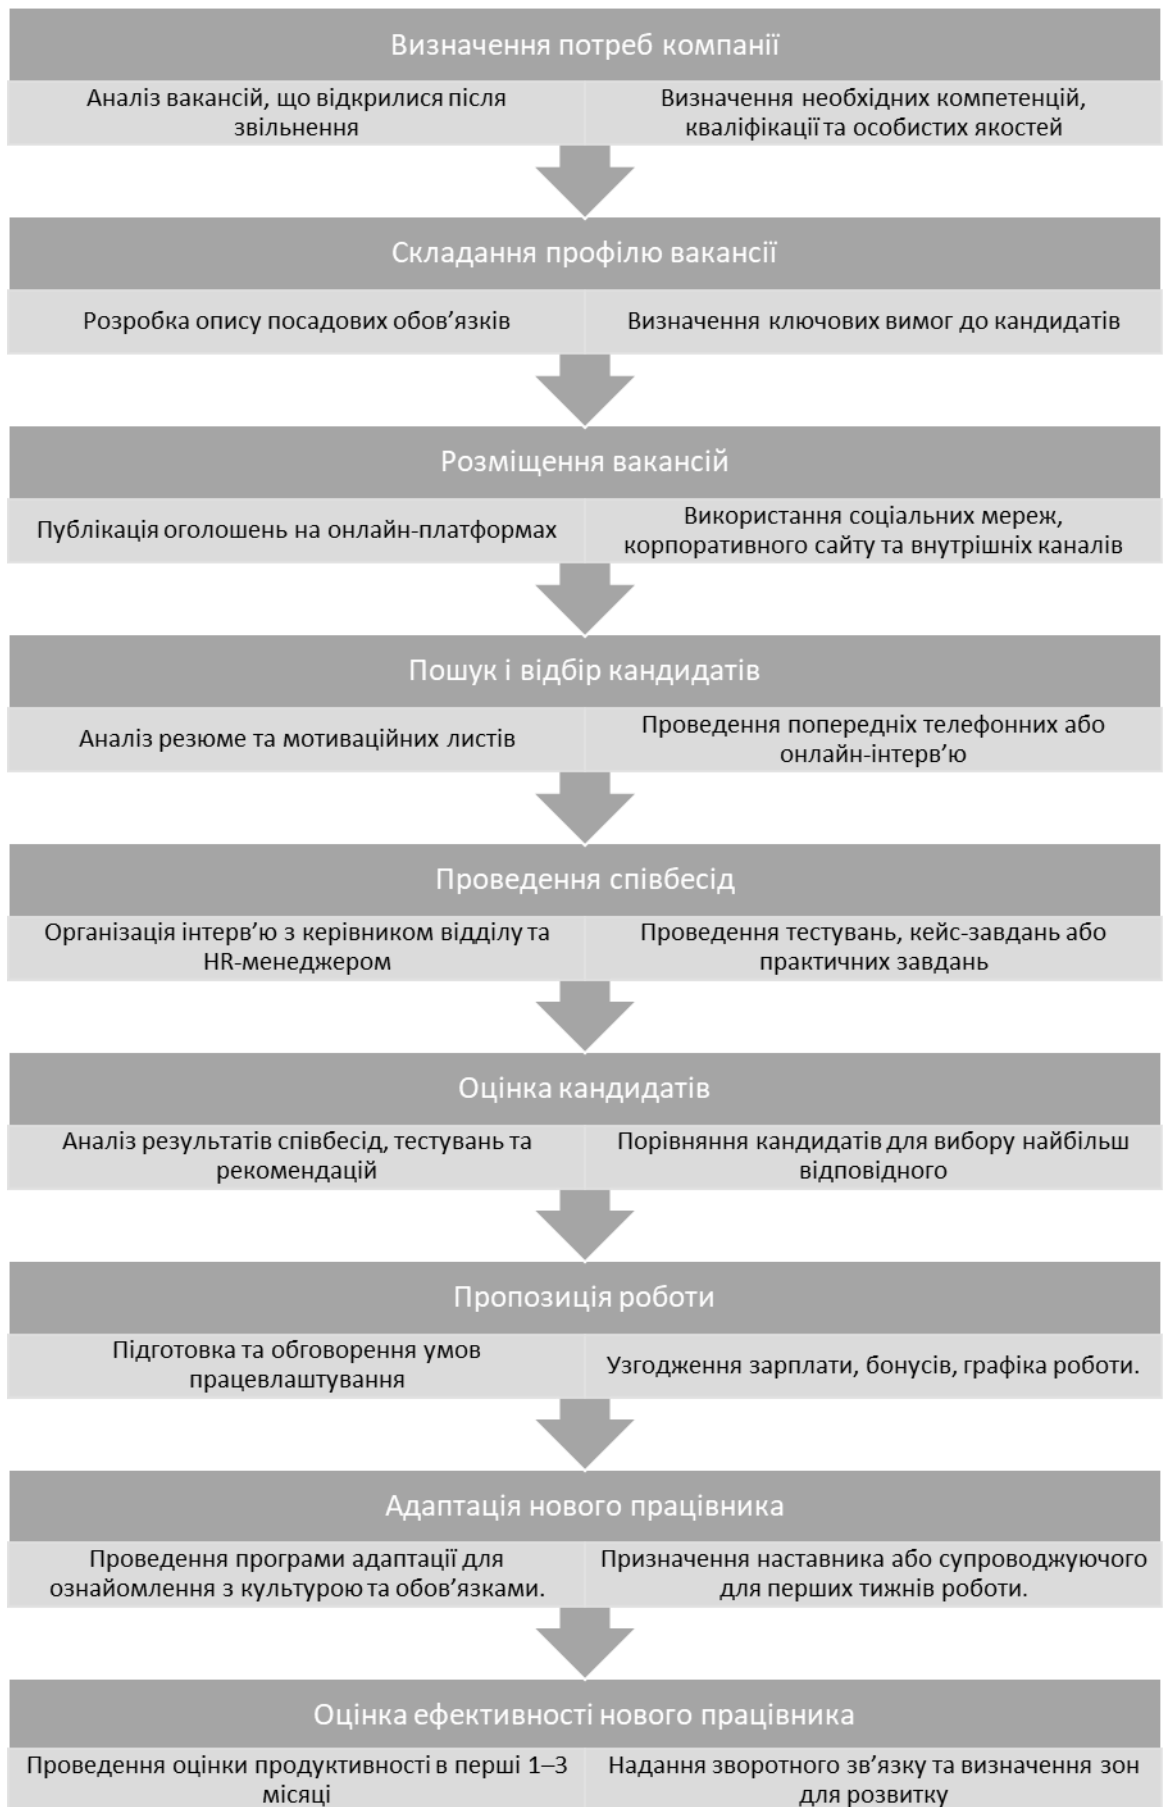 Визначення потреб компанії
Аналіз вакансій, що відкрилися після
звільнення
Визначення необхідних компетенцій,
кваліфікації та особистих якостей
Складання профілю вакансії
Розробка опису посадових обов’язків
Визначення ключових вимог до кандидатів
Розміщення вакансій
Публікація оголошень на онлайн-платформах
Використання соціальних мереж,
корпоративного сайту та внутрішніх каналів
Пошук і відбір кандидатів
Аналіз резюме та мотиваційних листів
Проведення попередніх телефонних або
онлайн-інтерв’ю
Проведення співбесід
Організація інтерв’ю з керівником відділу та
HR-менеджером
Проведення тестувань, кейс-завдань або
практичних завдань
Оцінка кандидатів
Аналіз результатів співбесід, тестувань та
рекомендацій
Порівняння кандидатів для вибору найбільш
відповідного
Пропозиція роботи
Підготовка та обговорення умов
працевлаштування
Узгодження зарплати, бонусів, графіка роботи.
Адаптація нового працівника
Проведення програми адаптації для
ознайомлення з культурою та обов’язками.
Призначення наставника або супроводжуючого
для перших тижнів роботи.
Оцінка ефективності нового працівника
Проведення оцінки продуктивності в перші 1–3
місяці
Надання зворотного зв’язку та визначення зон
для розвитку